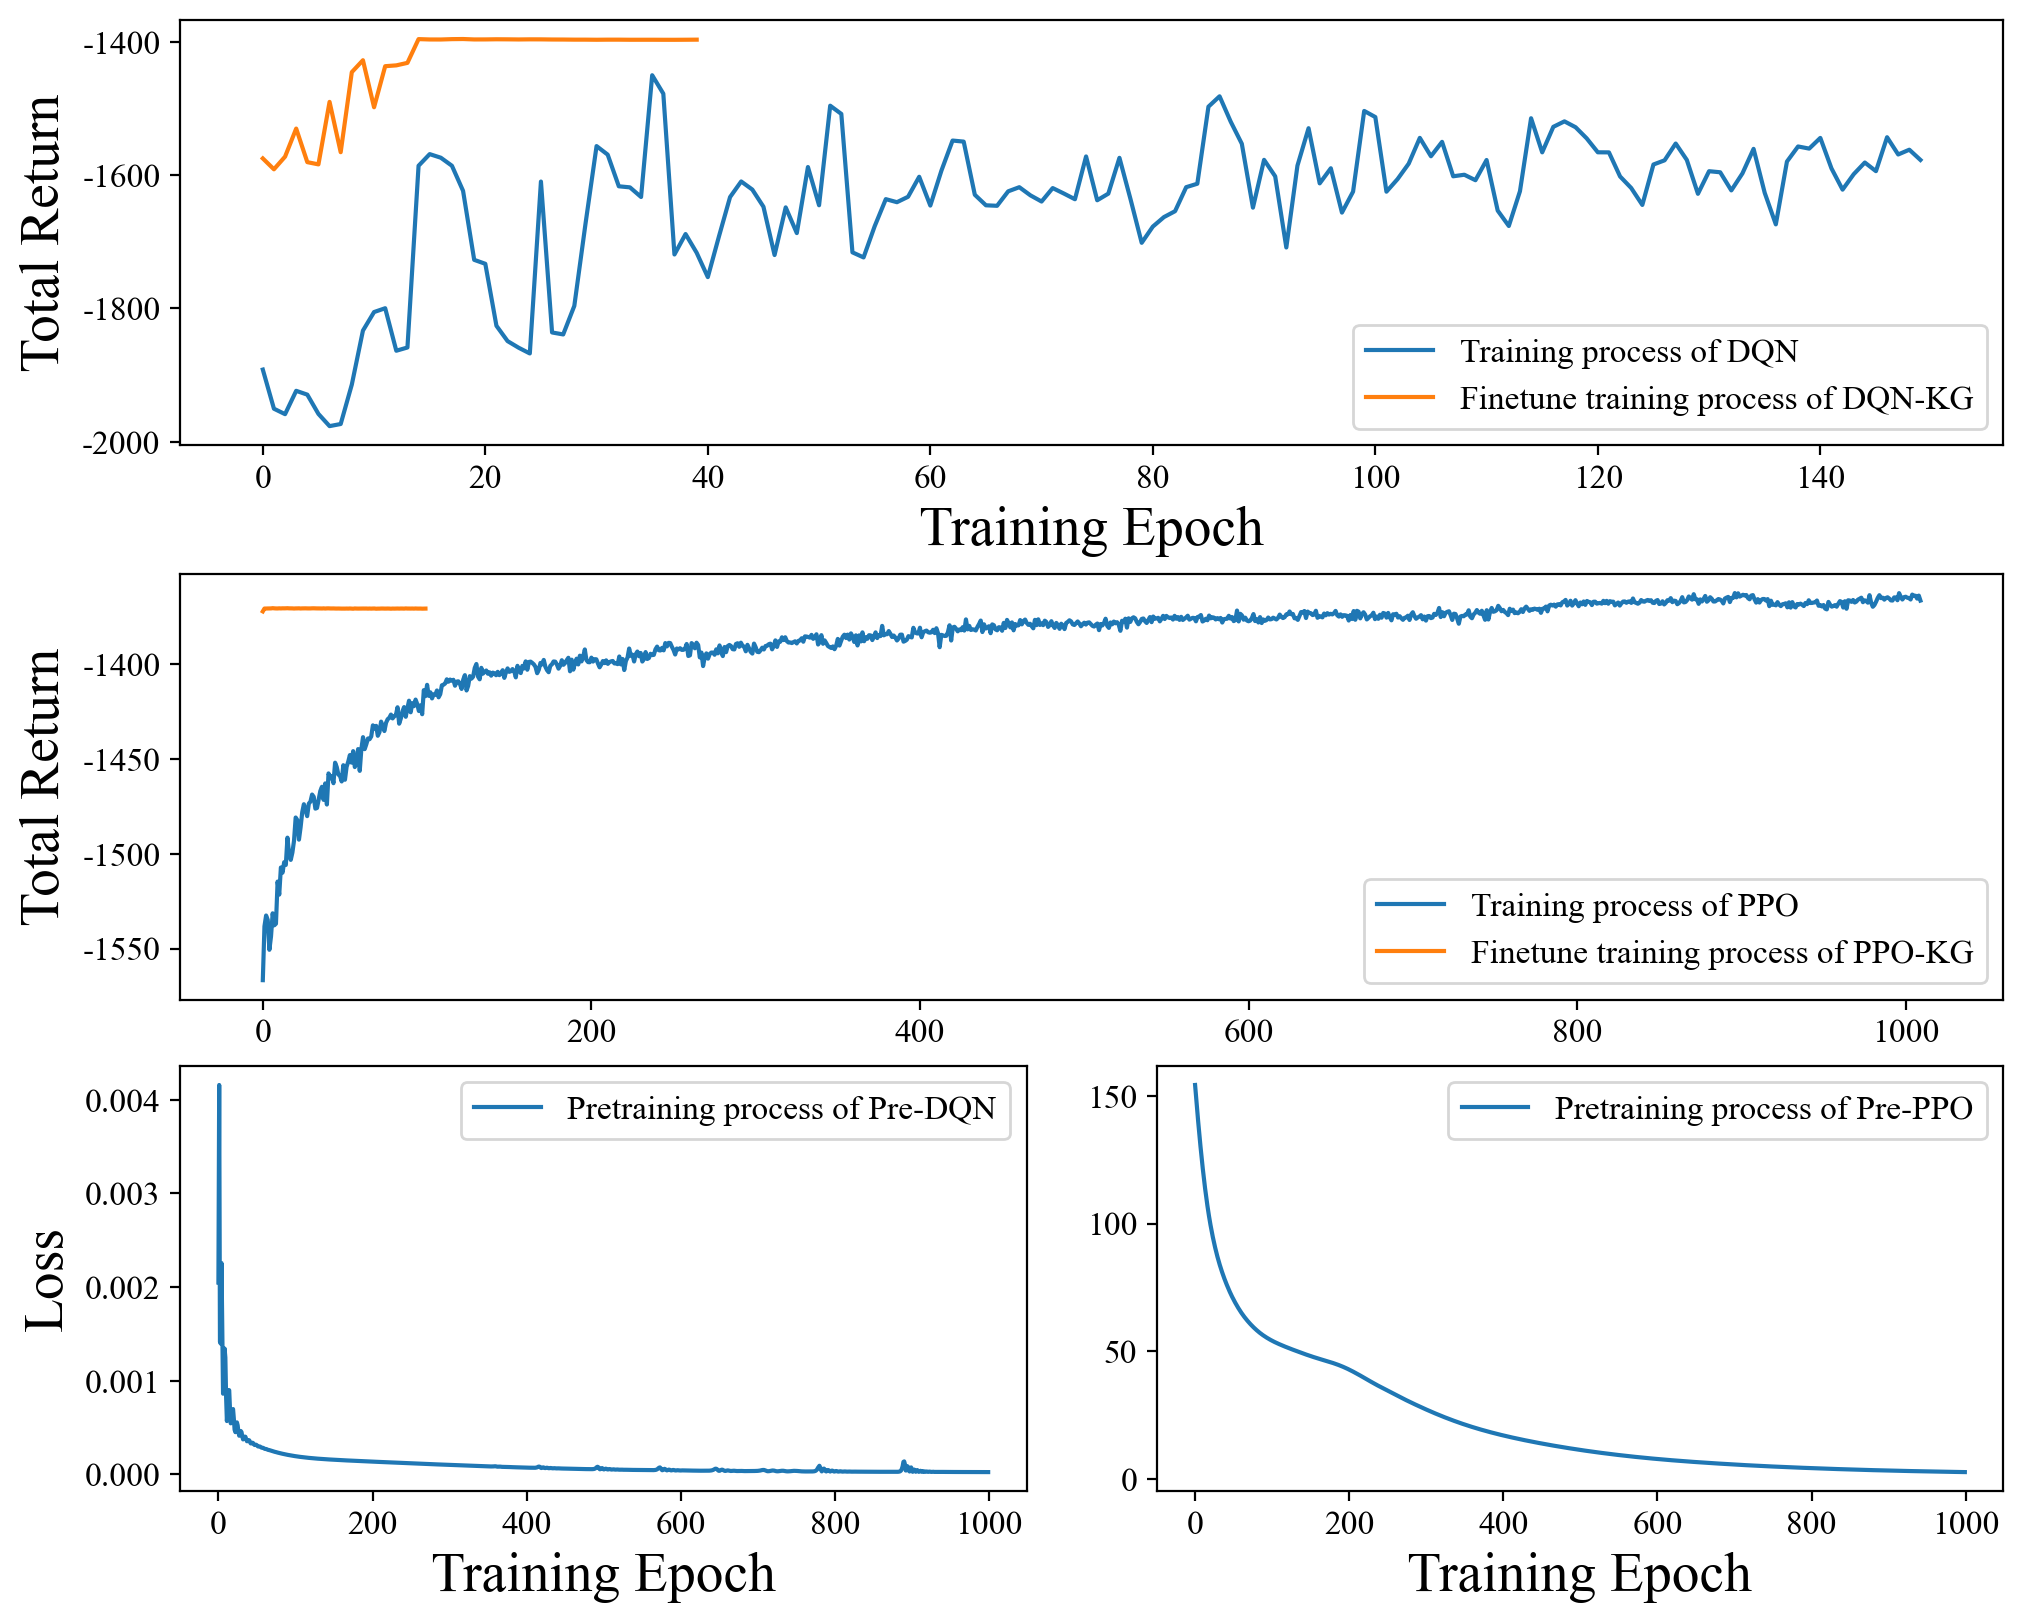 Total Return
-1400
-1600
-1800
-2000
0 20 40 60 80 100 120 140
Training process of DQN
Finetune training process of DQN-KG
Training Epoch
Total Return
-1400
-1450
-1500
-1550
0 200 400 600 800 1000
Training process of PPO
Finetune training process of PPO-KG
Loss
0.004
0.003
0.002
0.001
0.000
0 200 400 600 800 1000
Pretraining process of Pre-DQN
Training Epoch
150
100
50
0
0 200 400 600 800 1000
Pretraining process of Pre-PPO
Training Epoch